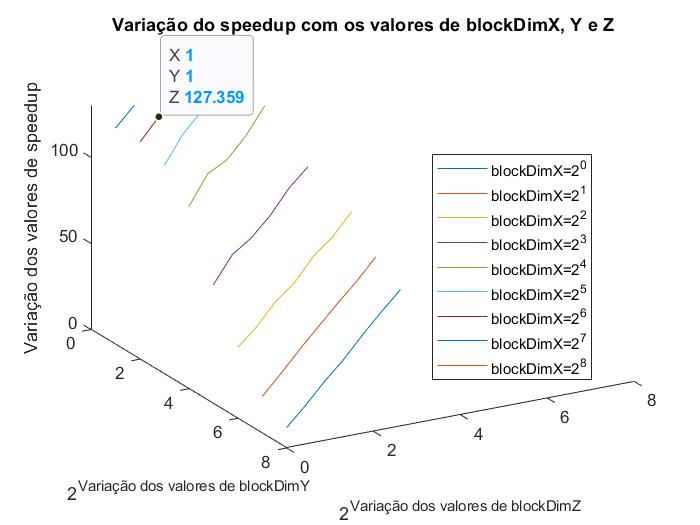 Variação do speedup com os valores de blockDimX, Y e Z
X 1
Y 1
Z 127.359
Variação dos valores de speedup
100
50
0
0
2
4
6
8
0
2
4
6
8
2^Variação dos valores de blockDimY
2^Variação dos valores de blockDimZ
blockDimX=2^0
blockDimX=2^1
blockDimX=2^2
blockDimX=2^3
blockDimX=2^4
blockDimX=2^5
blockDimX=2^6
blockDimX=2^7
blockDimX=2^8